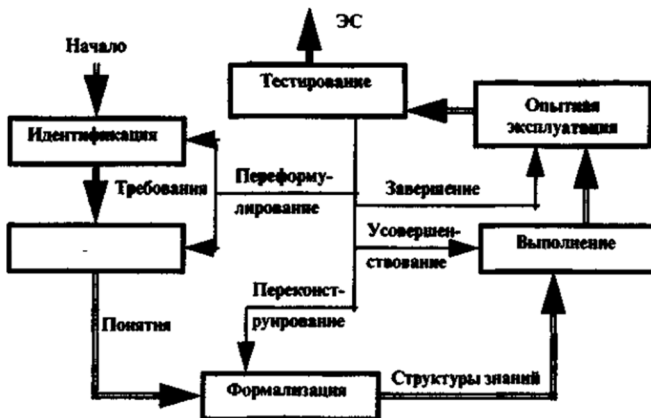 ЭС
Начало
Тестирование
Опытная
эксплуатация
Идентификация
Требования
Переформу-
лирование
Завершение
Усовершен-
ствование
Выполнение
Переконст-
руирование
Понятия
Формализация
Структуры знаний